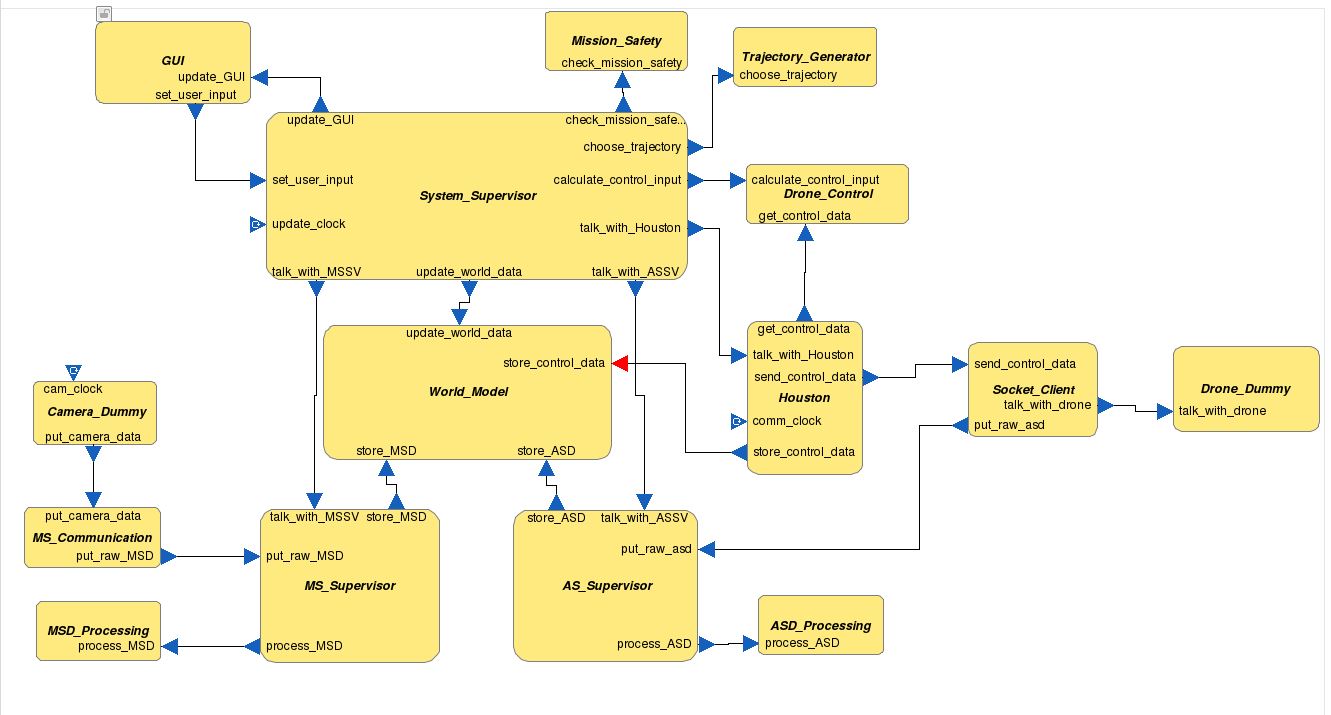 GUI
update_GUI
set_user_input
Mission_Safety
check_mission_safety
Trajectory_Generator
choose_trajectory
update_GUI
check_mission_safe...
choose_trajectory
set_user_input
calculate_control_input
System_Supervisor
update_clock
talk_with_Houston
talk_with_MSSV
update_world_data
talk_with_ASSV
calculate_control_input
Drone_Control
get_control_data
update_world_data
store_control_data
World_Model
store_MSD
store_ASD
get_control_data
talk_with_Houston
send_control_data
Houston
comm_clock
store_control_data
send_control_data
Socket_Client
talk_with_drone
put_raw_asd
Drone_Dummy
talk_with_drone
cam_clock
Camera_Dummy
put_camera_data
put_camera_data
MS_Communication
put_raw_MSD
talk_with_MSSV
store_MSD
put_raw_MSD
MS_Supervisor
process_MSD
store_ASD
talk_with_ASSV
put_raw_asd
AS_Supervisor
process_ASD
MSD_Processing
process_MSD
ASD_Processing
process_ASD